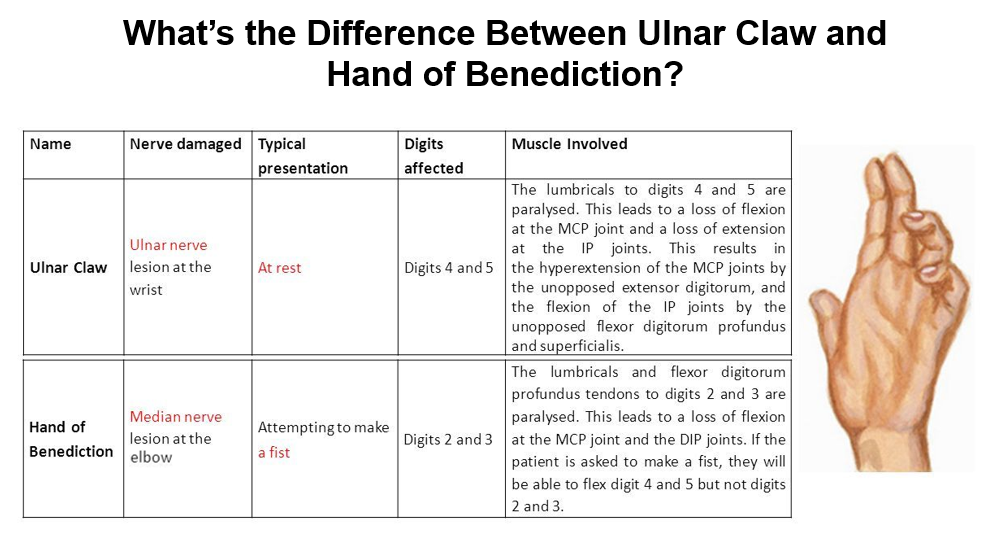 What’s the Difference Between Ulnar Claw and
Hand of Benediction?
Name
Nerve damaged
Typical
presentation
Digits
affected
Muscle Involved
Ulnar Claw
Ulnar nerve
lesion at the
wrist
At rest
Digits 4 and 5
The lumbricals to digits 4 and 5 are
paralysed. This leads to a loss of flexion
at the MCP joint and a loss of extension
at the IP joints. This results in
the hyperextension of the MCP joints by
the unopposed extensor digitorum, and
the flexion of the IP joints by the
unopposed flexor digitorum profundus
and superficialis.
Hand of
Benediction
Median nerve
lesion at the
elbow
Attempting to make
a fist
Digits 2 and 3
The lumbricals and flexor digitorum
profundus tendons to digits 2 and 3 are
paralysed. This leads to a loss of flexion
at the MCP joint and the DIP joints. If the
patient is asked to make a fist, they will
be able to flex digit 4 and 5 but not digits
2 and 3.